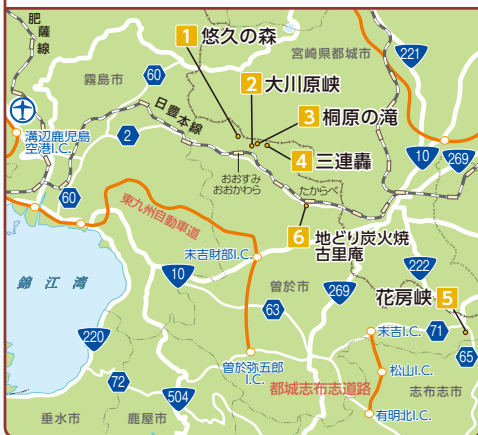 肥薩線
1 悠久の森
宮崎県都城市
221
霧島市
60
2 大川原峡
日豊本線
3 桐原の滝
溝辺鹿児島
空港I.C.
2
10
269
4 三連轟
おおすみ
おおかわら
たからべ
60
東九州自動車道
6 地どり炭火焼
古里庵
末吉財部I.C.
222
10
錦江湾
曽於市
269
花房峡 5
63
220
末吉I.C.
71
65
曽於弥五郎
I.C.
72
都城志布志道路
松山I.C.
504
志布志市
垂水市
鹿屋市
有明北I.C.